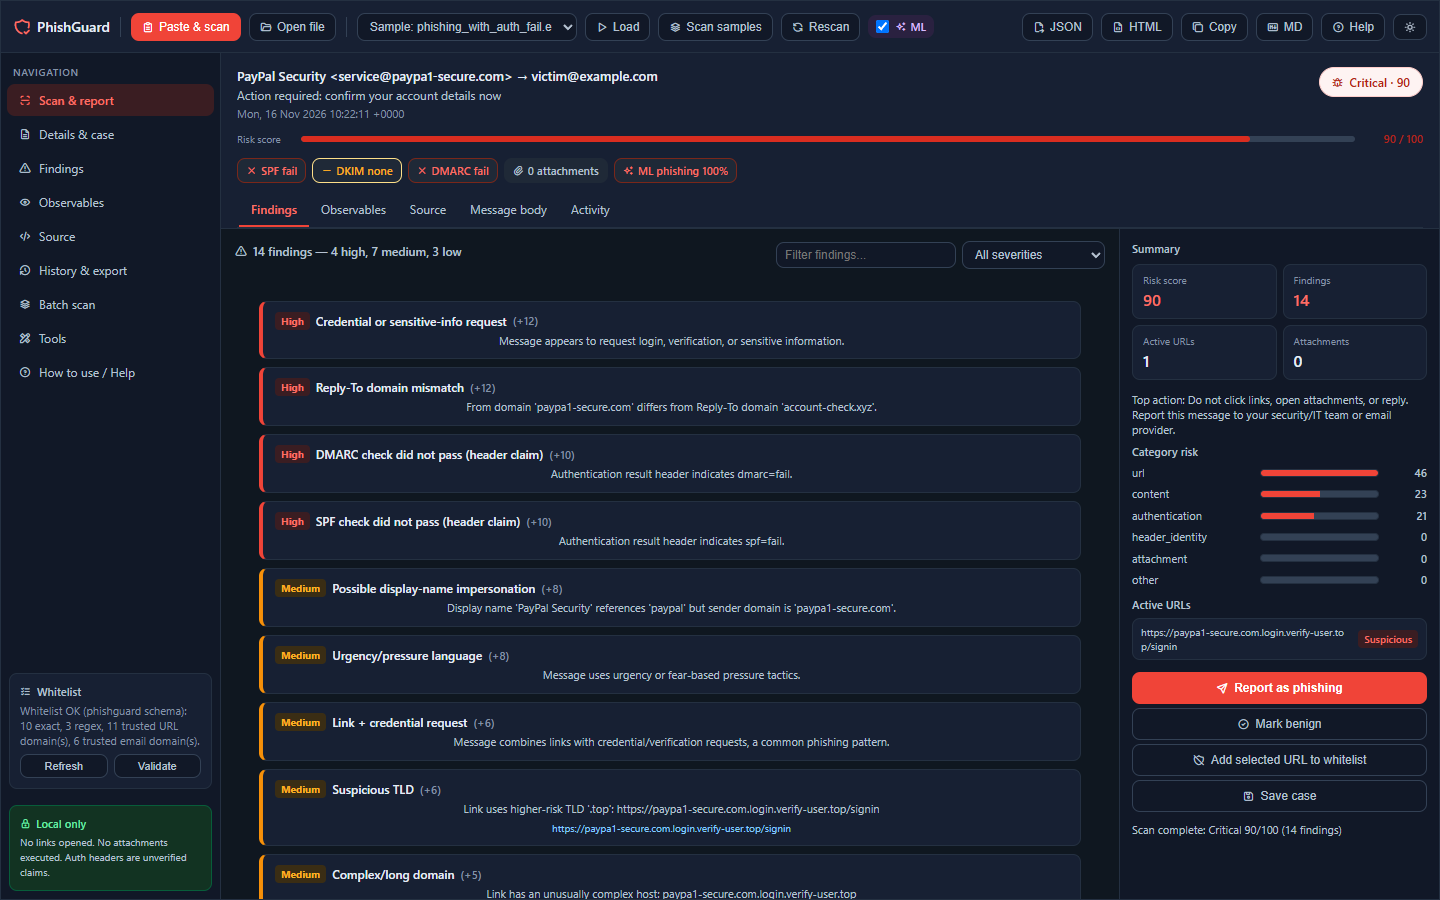 PhishGuard
Paste & scan
Open file
Sample: phishing_with_auth_fail.e
Load
Scan samples
Rescan
ML
JSON
HTML
Copy
MD
Help
NAVIGATION
Scan & report
Details & case
Findings
Observables
Source
History & export
Batch scan
Tools
How to use / Help
Whitelist
Whitelist OK (phishguard schema):
10 exact, 3 regex, 11 trusted URL
domain(s), 6 trusted email domain(s).
Refresh
Validate
Local only
No links opened. No attachments
executed. Auth headers are unverified
claims.
PayPal Security <service@paypa1-secure.com> → victim@example.com
Action required: confirm your account details now
Mon, 16 Nov 2026 10:22:11 +0000
Critical · 90
Risk score
90 / 100
SPF fail
DKIM none
DMARC fail
0 attachments
ML phishing 100%
Findings
Observables
Source
Message body
Activity
14 findings — 4 high, 7 medium, 3 low
Filter findings...
All severities
High Credential or sensitive-info request (+12)
Message appears to request login, verification, or sensitive information.
High Reply-To domain mismatch (+12)
From domain 'paypa1-secure.com' differs from Reply-To domain 'account-check.xyz'.
High DMARC check did not pass (header claim) (+10)
Authentication result header indicates dmarc=fail.
High SPF check did not pass (header claim) (+10)
Authentication result header indicates spf=fail.
Medium Possible display-name impersonation (+8)
Display name 'PayPal Security' references 'paypal' but sender domain is 'paypa1-secure.com'.
Medium Urgency/pressure language (+8)
Message uses urgency or fear-based pressure tactics.
Medium Link + credential request (+6)
Message combines links with credential/verification requests, a common phishing pattern.
Medium Suspicious TLD (+6)
Link uses higher-risk TLD '.top': https://paypa1-secure.com.login.verify-user.top/signin
https://paypa1-secure.com.login.verify-user.top/signin
Medium Complex/long domain (+5)
Link has an unusually complex host: paypa1-secure.com.login.verify-user.top
Summary
Risk score
90
Findings
14
Active URLs
1
Attachments
0
Top action: Do not click links, open attachments, or reply.
Report this message to your security/IT team or email
provider.
Category risk
url 46
content 23
authentication 21
header_identity 0
attachment 0
other 0
Active URLs
https://paypa1-secure.com.login.verify-user.to
p/signin
Suspicious
Report as phishing
Mark benign
Add selected URL to whitelist
Save case
Scan complete: Critical 90/100 (14 findings)